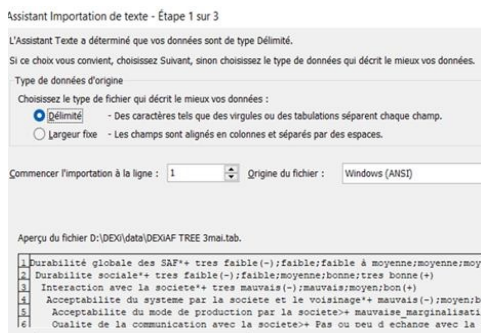 Assistant Importation de texte - Étape 1 sur 3
L'Assistant Texte a déterminé que vos données sont de type Délimité.
Si ce choix vous convient, choisissez Suivant, sinon choisissez le type de données qui décrit le mieux vos données.
Type de données d'origine
Choisissez le type de fichier qui décrit le mieux vos données :
Délimité - Des caractères tels que des virgules ou des tabulations séparent chaque champ.
Largeur fixe - Les champs sont alignés en colonnes et séparés par des espaces.
Commencer l'importation à la ligne : 1 Origine du fichier : Windows (ANSI)
Aperçu du fichier D:\DEXi\data\DEXiAF TREE 3mai.tab.
1 Durabilité globale des SAF*+ tres faible(-);faible;faible à moyenne;moyenne;moy
2 Durabilite sociale*+ tres faible(-);faible;moyenne;bonne;tres bonne(+)
3 Interaction avec la societe*+ tres mauvais(-);mauvais;moyen;bon(+)
4 Acceptabilite du systeme par la societe et le voisinage*+ mauvais(-);moyen;b
5 Acceptabilite du mode de production par la societe>+ mauvaise_marginalisati
6 Qualite de la communication avec la societe>+ Pas ou peu d echange avec la